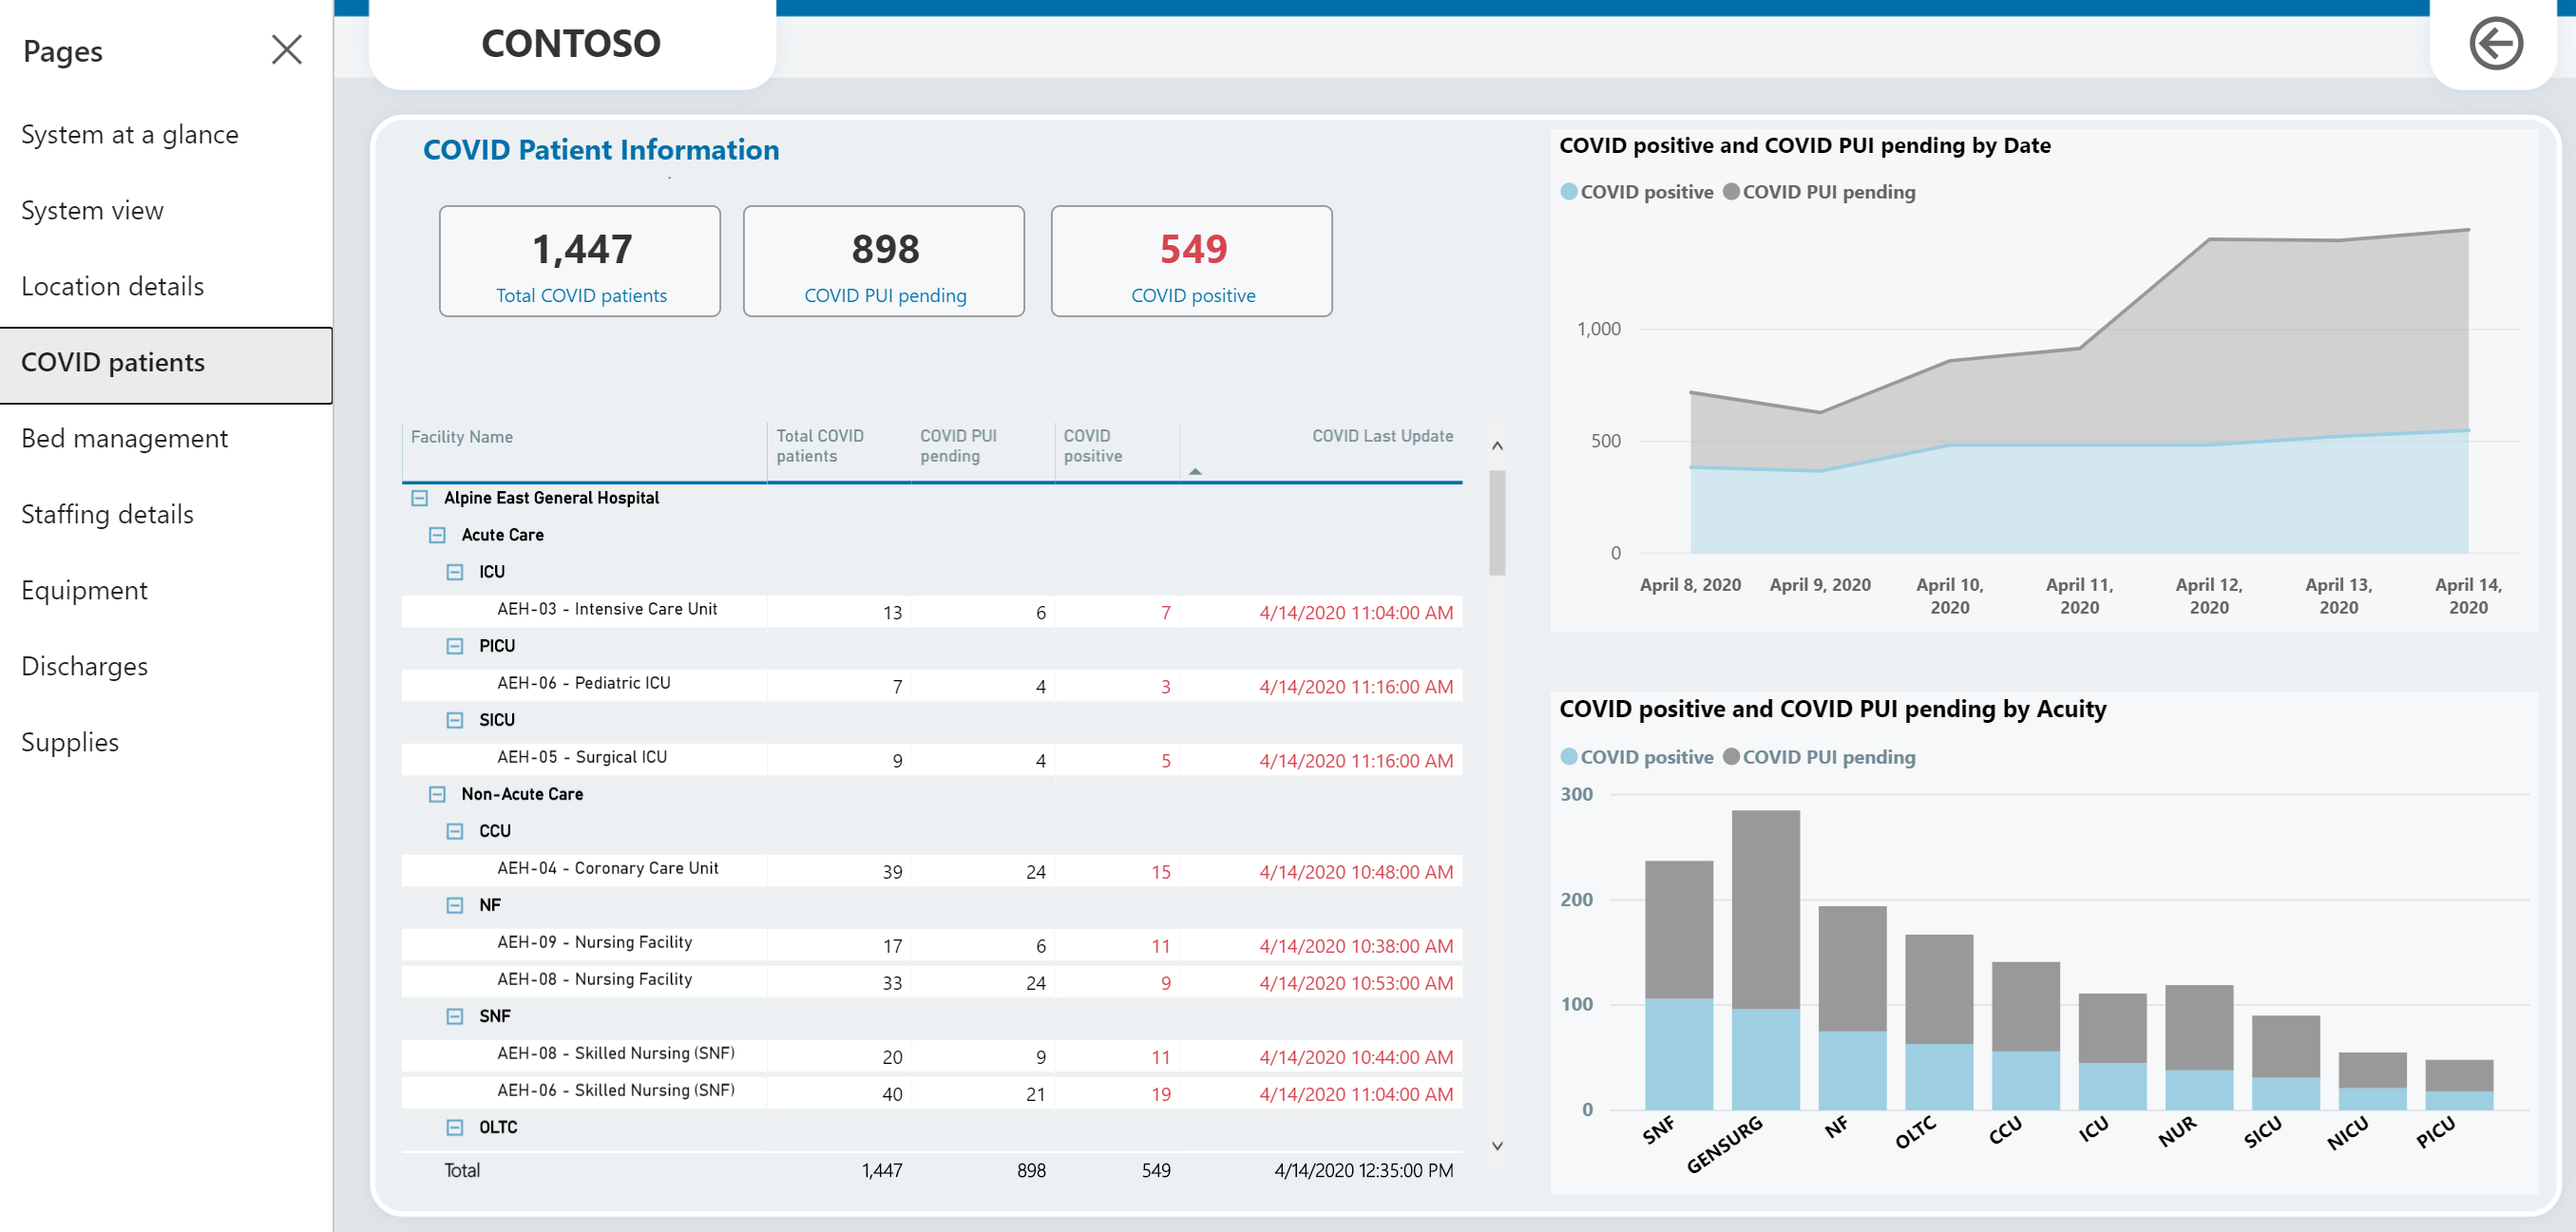 Pages
System at a glance
System view
Location details
COVID patients
Bed management
Staffing details
Equipment
Discharges
Supplies
CONTOSO
COVID Patient Information
1,447
Total COVID patients
898
COVID PUI pending
549
COVID positive
Facility Name Total COVID patients COVID PUI pending COVID positive COVID Last Update
Alpine East General Hospital
Acute Care
ICU
AEH-03 - Intensive Care Unit 13 6 7 4/14/2020 11:04:00 AM
PICU
AEH-06 - Pediatric ICU 7 4 3 4/14/2020 11:16:00 AM
SICU
AEH-05 - Surgical ICU 9 4 5 4/14/2020 11:16:00 AM
Non-Acute Care
CCU
AEH-04 - Coronary Care Unit 39 24 15 4/14/2020 10:48:00 AM
NF
AEH-09 - Nursing Facility 17 6 11 4/14/2020 10:38:00 AM
AEH-08 - Nursing Facility 33 24 9 4/14/2020 10:53:00 AM
SNF
AEH-08 - Skilled Nursing (SNF) 20 9 11 4/14/2020 10:44:00 AM
AEH-06 - Skilled Nursing (SNF) 40 21 19 4/14/2020 11:04:00 AM
OLTC
Total 1,447 898 549 4/14/2020 12:35:00 PM
COVID positive and COVID PUI pending by Date
COVID positive COVID PUI pending
1,000
500
0
April 8, 2020 April 9, 2020 April 10, 2020 April 11, 2020 April 12, 2020 April 13, 2020 April 14, 2020
COVID positive and COVID PUI pending by Acuity
COVID positive COVID PUI pending
300
200
100
0
SNF GENSURG NF OLTC CCU ICU NUR SICU NICU PICU